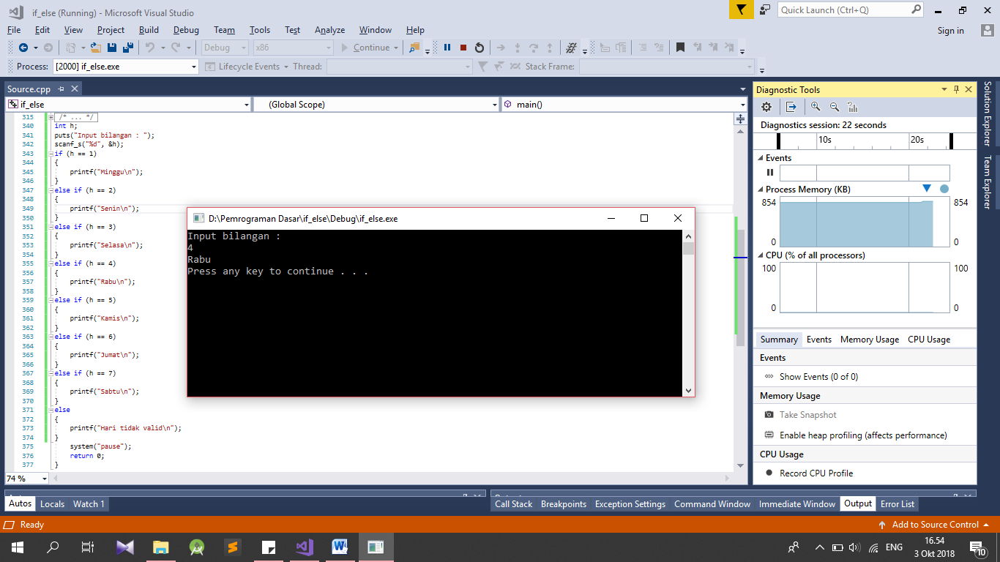 if_else (Running) - Microsoft Visual Studio
Quick Launch (Ctrl+Q)
File Edit View Project Build Debug Team Tools Test Analyze Window Help
Sign in
Debug x86 Continue
Process: [2000] if_else.exe Lifecycle Events Thread: Stack Frame:
Source.cpp
if_else (Global Scope) main()
315 /* ... */
340 int h;
341 puts("Input bilangan : ");
342 scanf_s("%d", &h);
343 if (h == 1)
344 {
345 printf("Minggu\n");
346 }
347 else if (h == 2)
348 {
349 printf("Senin\n");
350 }
351 else if (h == 3)
352 {
353 printf("Selasa\n");
354 }
355 else if (h == 4)
356 {
357 printf("Rabu\n");
358 }
359 else if (h == 5)
360 {
361 printf("Kamis\n");
362 }
363 else if (h == 6)
364 {
365 printf("Jumat\n");
366 }
367 else if (h == 7)
368 {
369 printf("Sabtu\n");
370 }
371 else
372 {
373 printf("Hari tidak valid\n");
374 }
375 system("pause");
376 return 0;
377 }
74 %
D:\Pemrograman Dasar\if_else\Debug\if_else.exe
Input bilangan :
4
Rabu
Press any key to continue . . .
Diagnostic Tools
Diagnostics session: 22 seconds
10s 20s
Events
Process Memory (KB)
854 854
0 0
CPU (% of all processors)
100 100
0 0
Summary Events Memory Usage CPU Usage
Events
Show Events (0 of 0)
Memory Usage
Take Snapshot
Enable heap profiling (affects performance)
CPU Usage
Record CPU Profile
Solution Explorer
Team Explorer
Autos Locals Watch 1
Call Stack Breakpoints Exception Settings Command Window Immediate Window Output Error List
Ready
Add to Source Control
ENG
16.54
3 Okt 2018
10